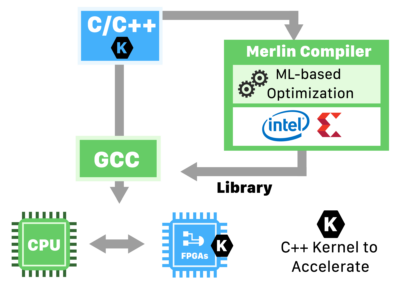 C/C++
K
Merlin Compiler
ML-based
Optimization
intel
GCC
Library
CPU
FPGAs
K
K
C++ Kernel to
Accelerate